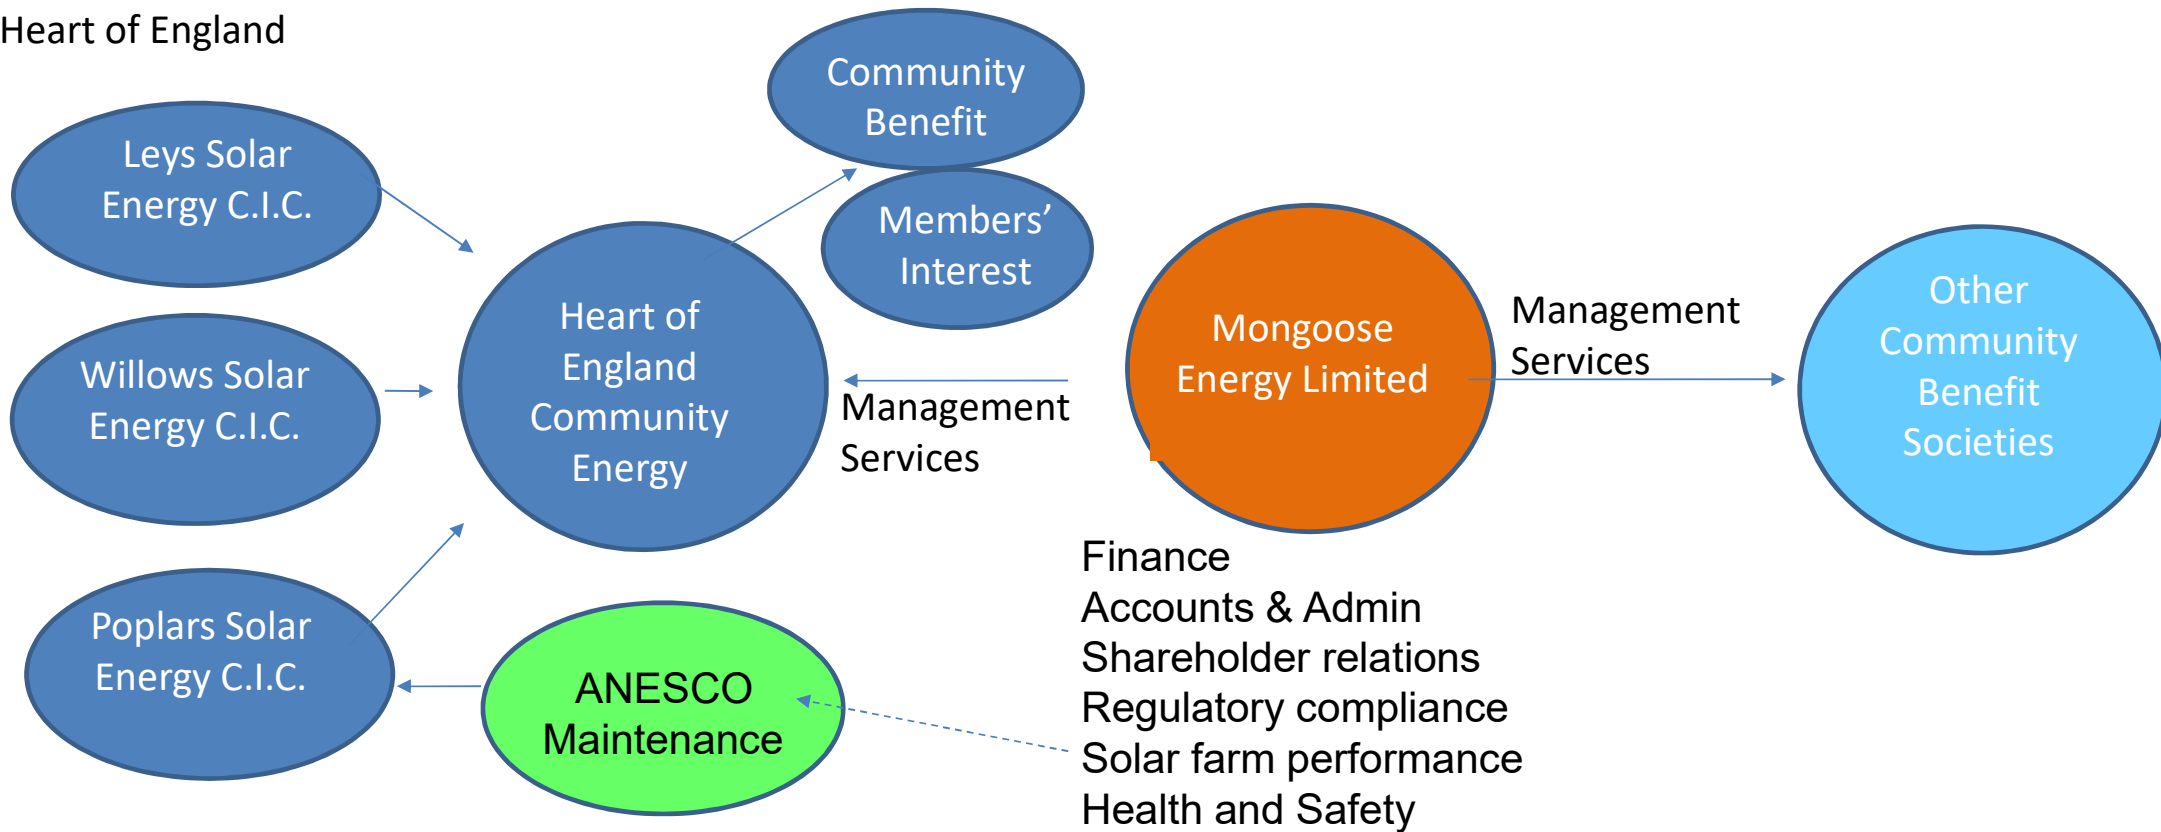 Heart of England
Community
Benefit
Leys Solar
Energy C.I.C.
Members’
Interest
Heart of
England
Community
Energy
Willows Solar
Energy C.I.C.
Mongoose
Energy Limited
Management
Services
Other
Community
Benefit
Societies
Management
Services
Poplars Solar
Energy C.I.C.
ANESCO
Maintenance
Finance
Accounts & Admin
Shareholder relations
Regulatory compliance
Solar farm performance
Health and Safety